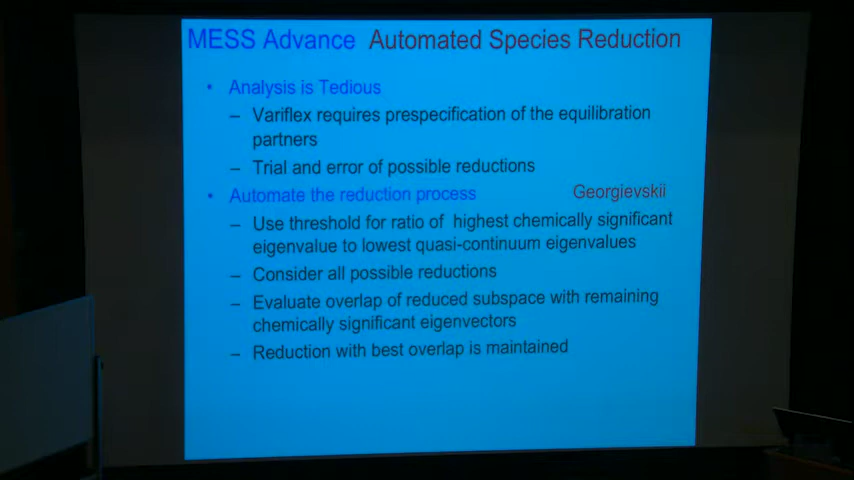 MESS Advance Automated Species Reduction
• Analysis is Tedious
– Variflex requires prespecification of the equilibration
partners
– Trial and error of possible reductions
• Automate the reduction process Georgievskii
– Use threshold for ratio of highest chemically significant
eigenvalue to lowest quasi-continuum eigenvalues
– Consider all possible reductions
– Evaluate overlap of reduced subspace with remaining
chemically significant eigenvectors
– Reduction with best overlap is maintained